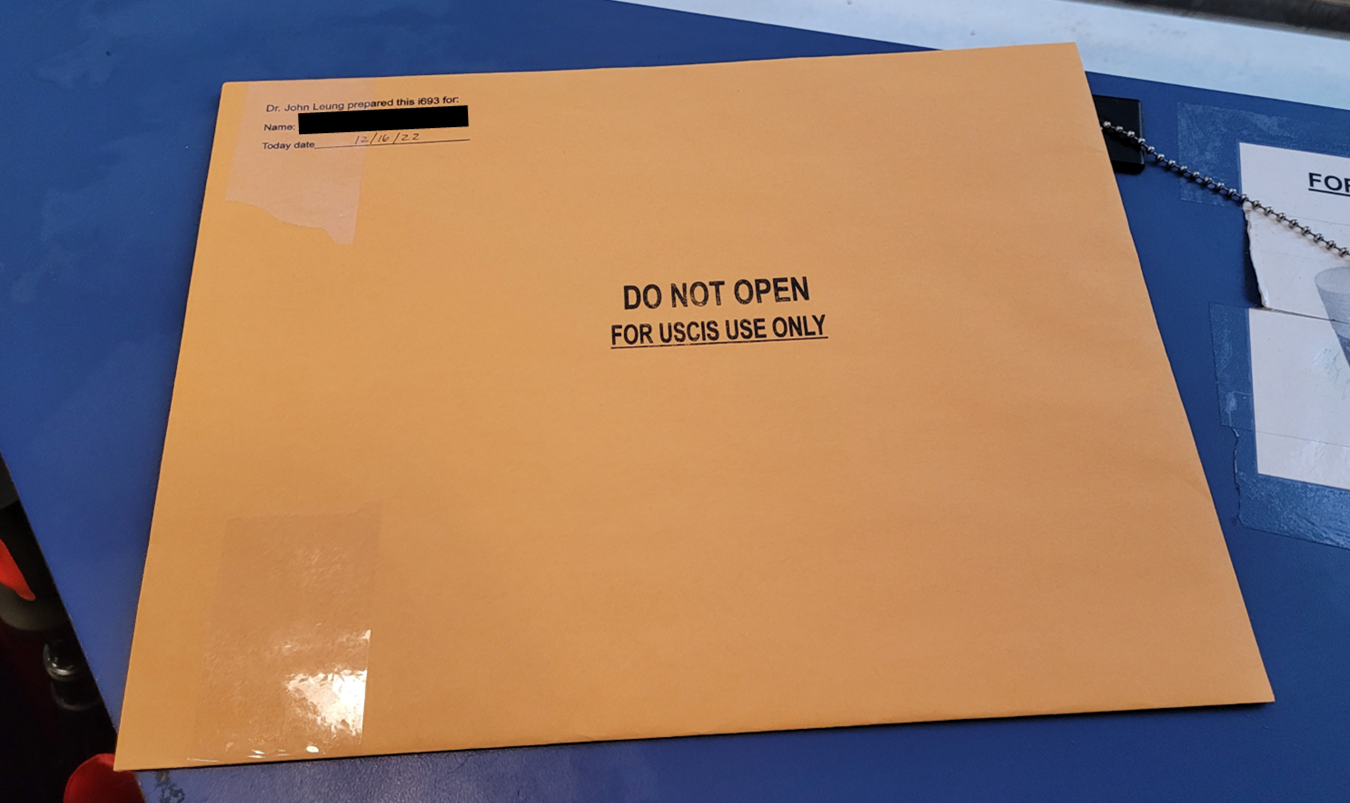 Dr. John Leung prepared this i693 for:
Name:
Today date 12/16/22
DO NOT OPEN
FOR USCIS USE ONLY